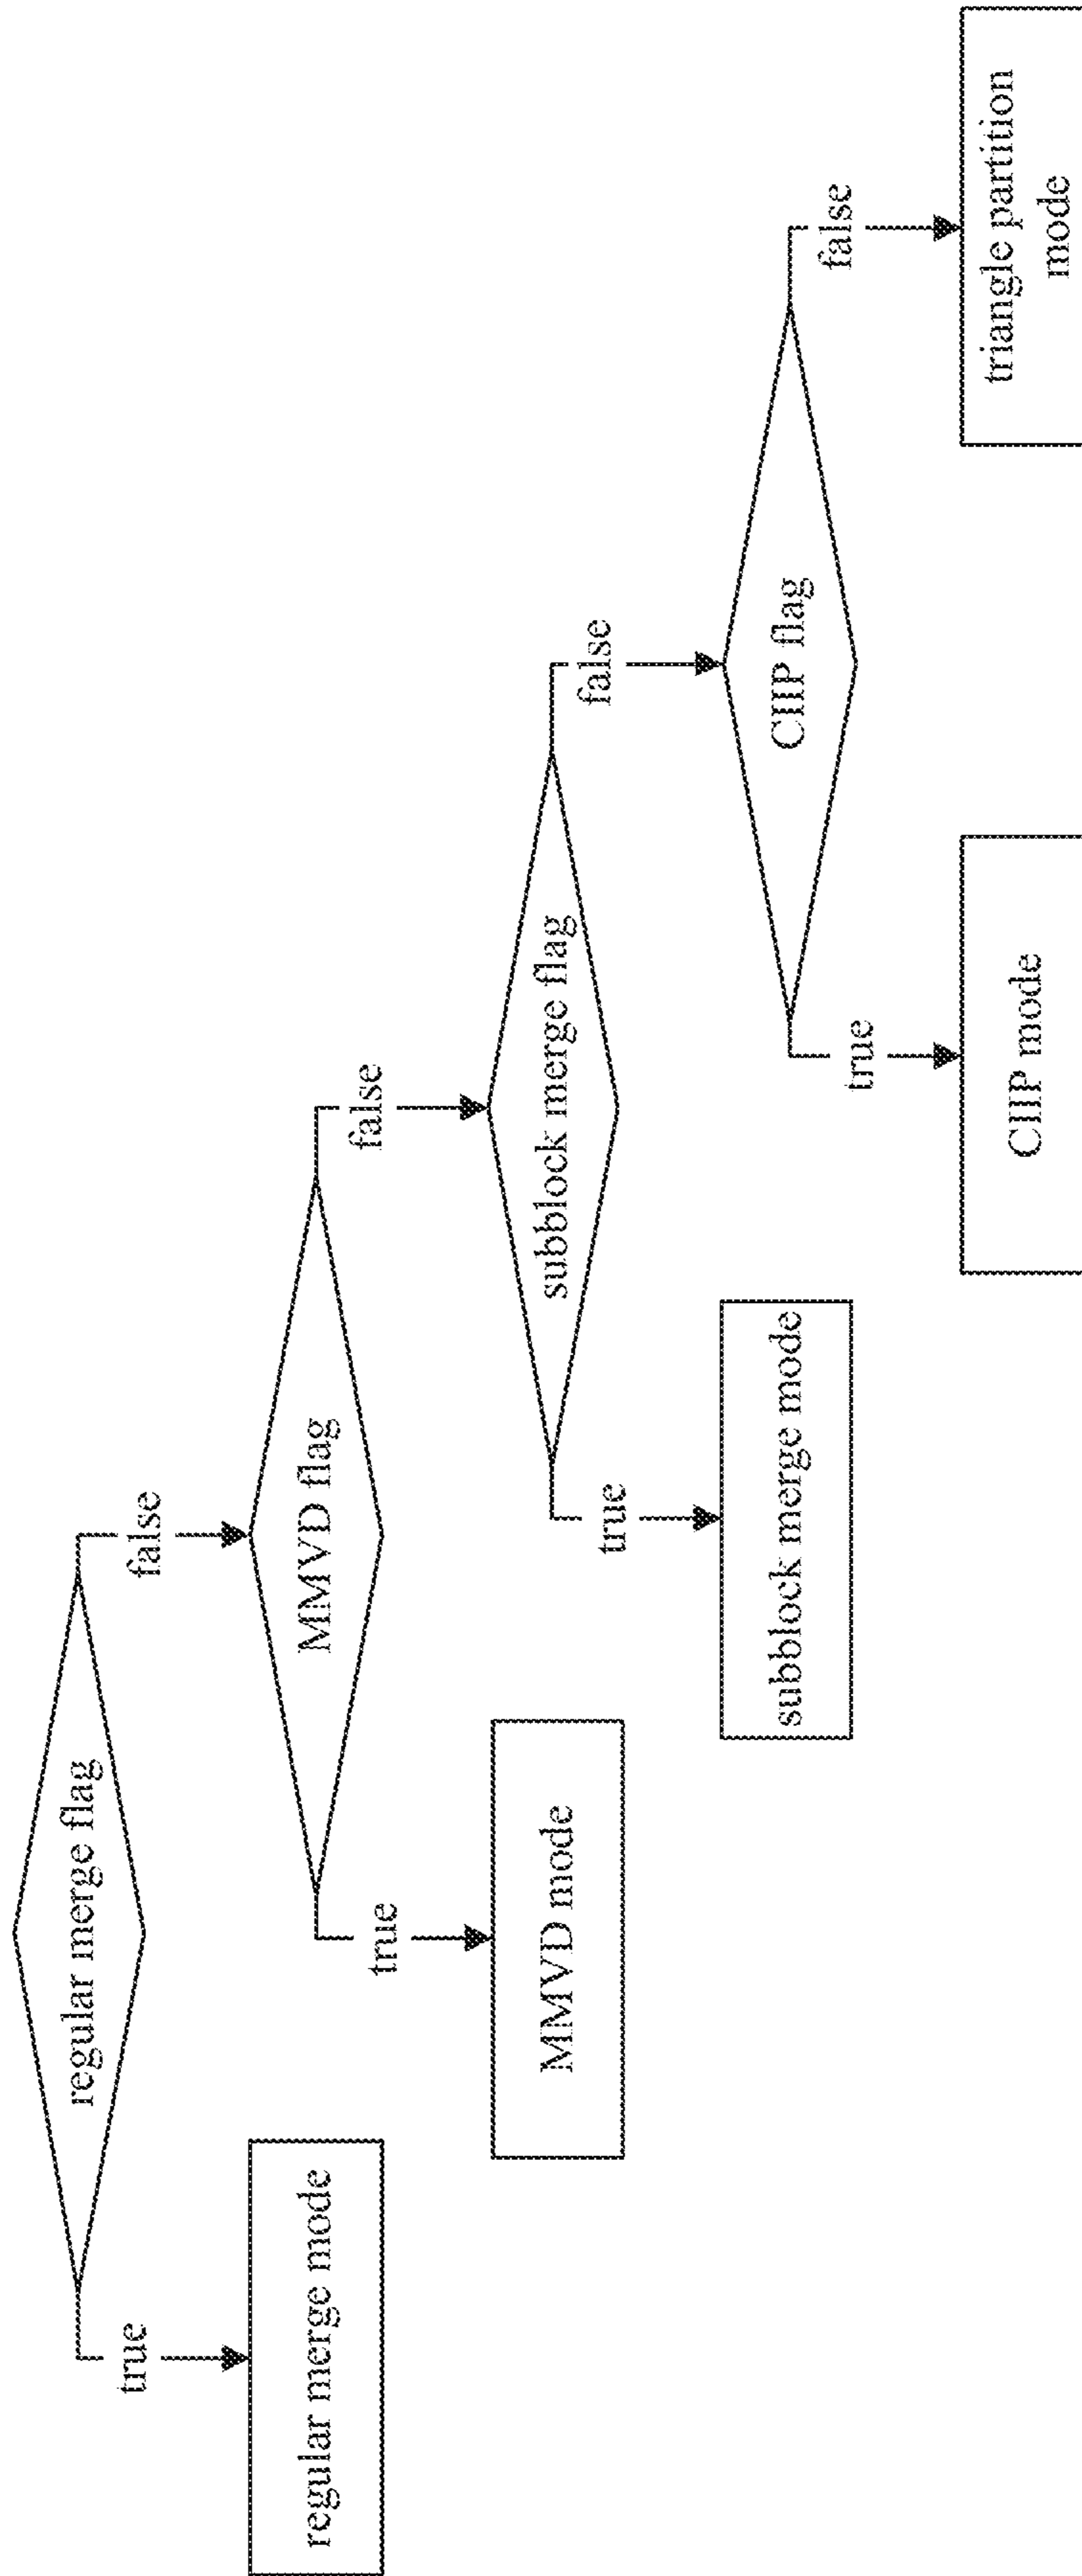 regular merge flag
true
false
regular merge mode
MMVD flag
true
false
MMVD mode
subblock merge flag
true
false
subblock merge mode
CIIP flag
true
false
CIIP mode
triangle partition
mode